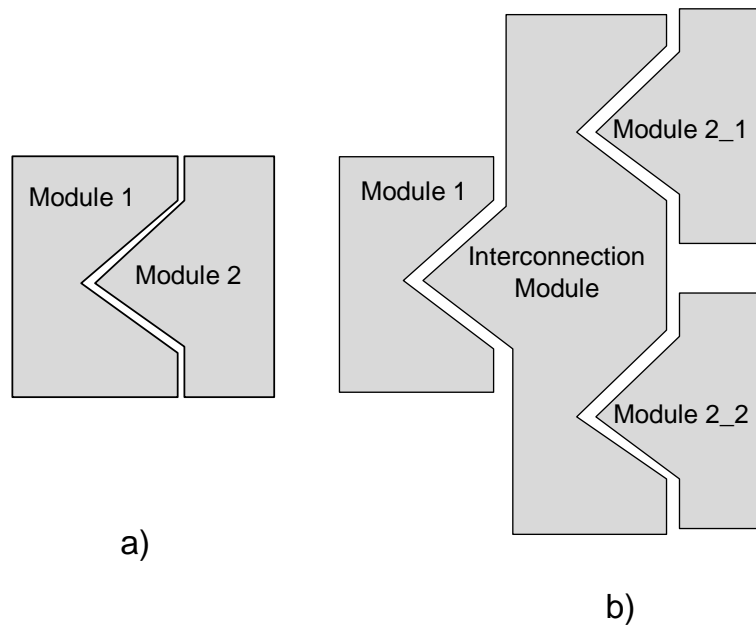 Module 1
Module 2
a)
Module 1
Interconnection
Module
Module 2_1
Module 2_2
b)